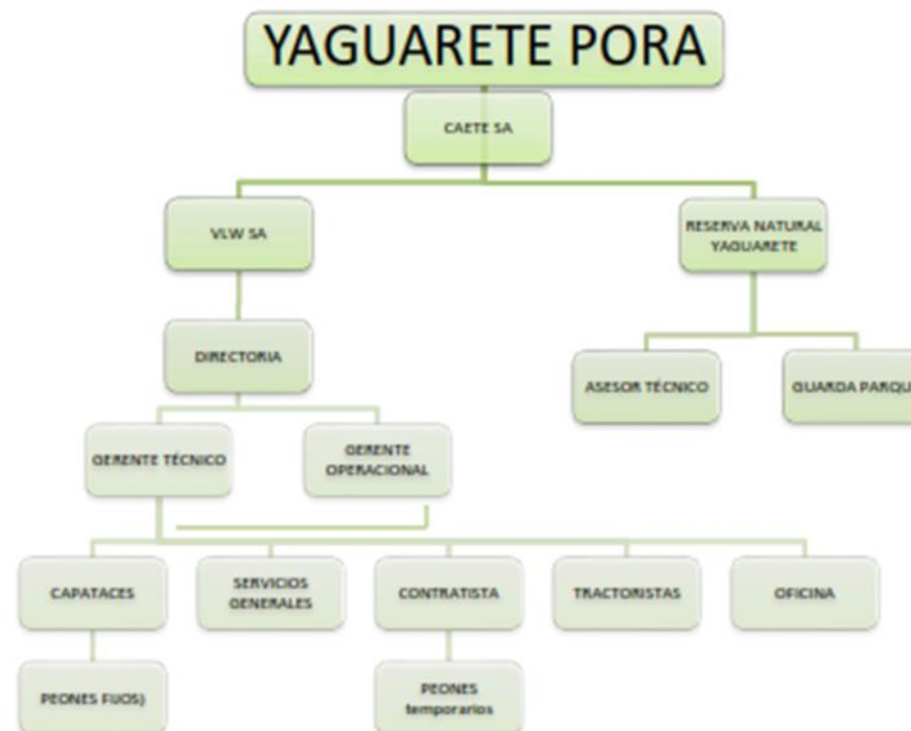 YAGUARETE PORA
CAETE SA
VLW SA
RESERVA NATURAL
YAGUARETE
DIRECTORIA
ASESOR TÉCNICO
GUARDA PARQU
GERENTE TÉCNICO
GERENTE
OPERACIONAL
CAPATACES
SERVICIOS
GENERALES
CONTRATISTA
TRACTORISTAS
OFICINA
PEONES FIJOS)
PEONES
temporarios